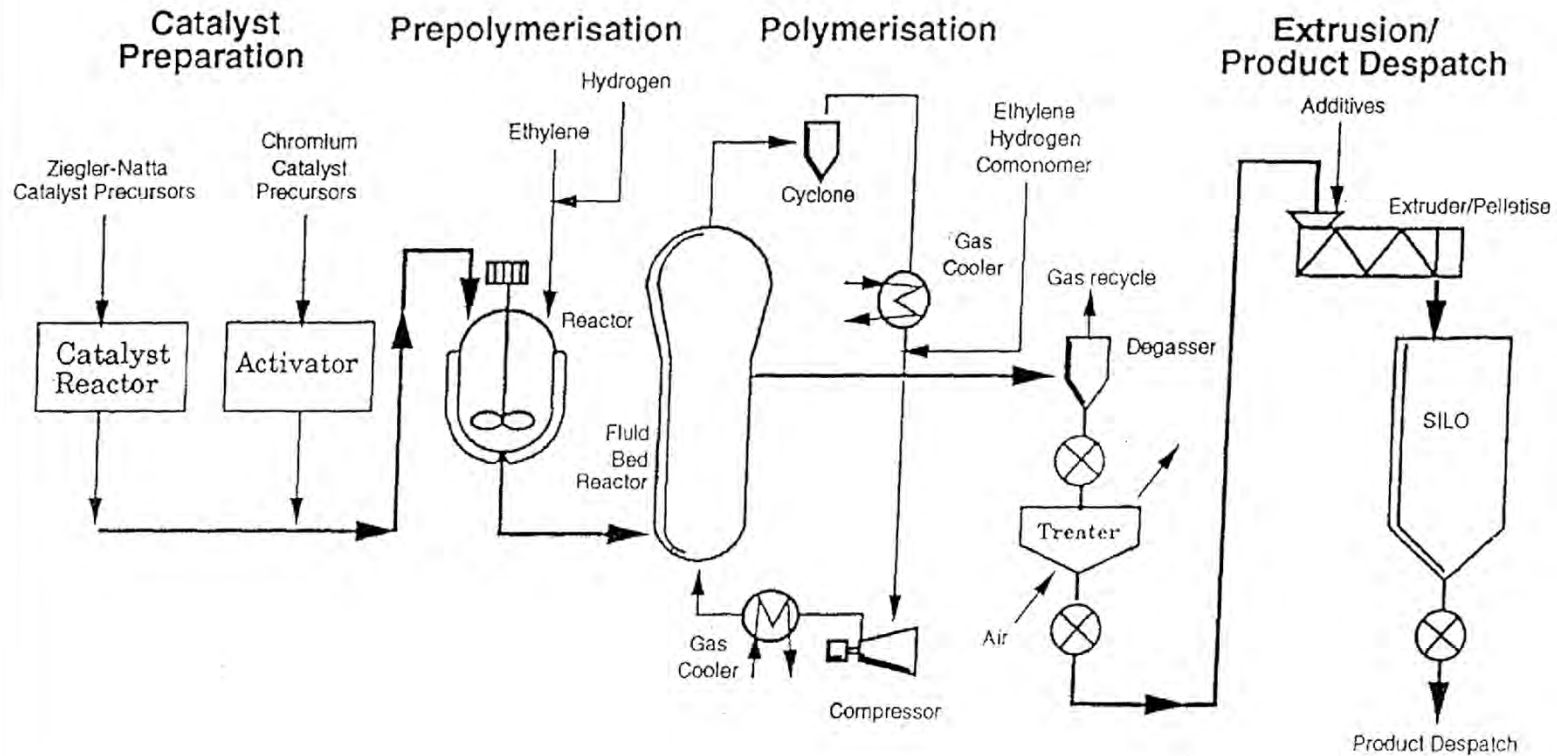 Catalyst
Preparation
Prepolymerisation
Polymerisation
Extrusion/
Product Despatch
Ziegler-Natta
Catalyst Precursors
Chromium
Catalyst
Precursors
Catalyst
Reactor
Activator
Hydrogen
Ethylene
Reactor
Cyclone
Ethylene
Hydrogen
Comonomer
Gas
Cooler
Fluid
Bed
Reactor
Gas
Cooler
Compressor
Gas recycle
Degasser
Treater
Air
Additives
Extruder/Pelletise
SILO
Product Despatch